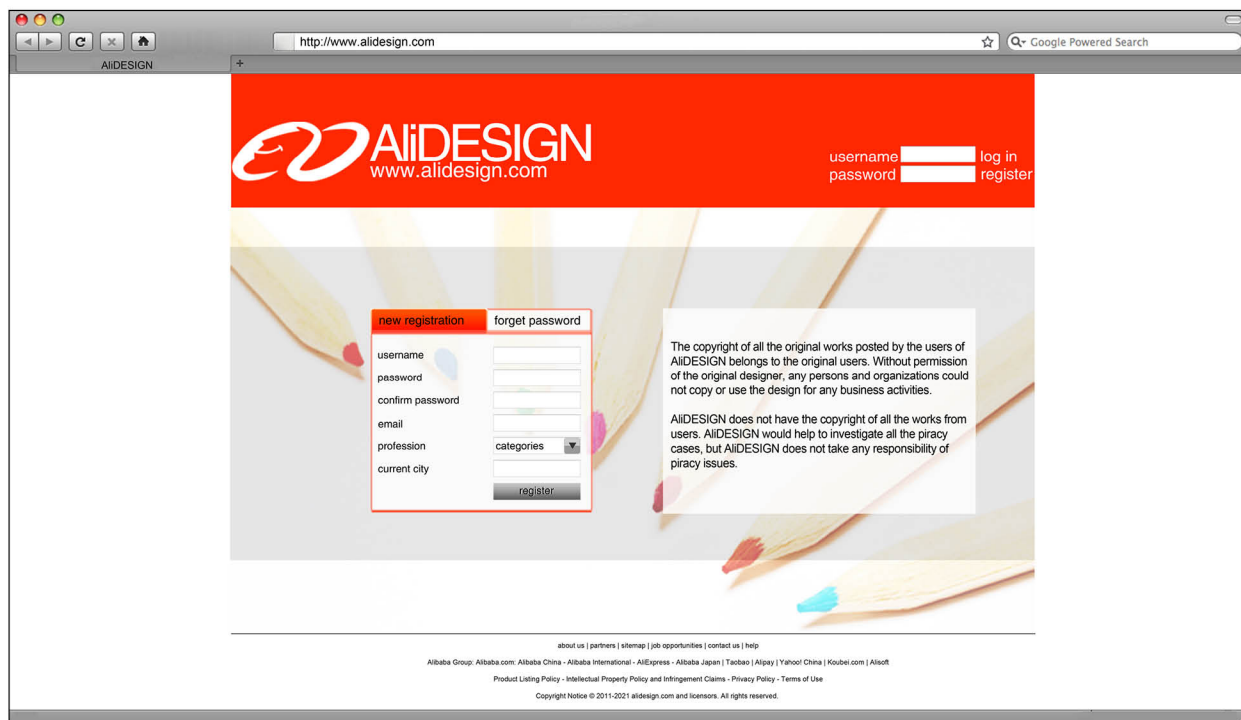 http://www.alidesign.com
Google Powered Search
AliDESIGN
AliDESIGN
www.alidesign.com
username log in
password register
new registration forget password
username
password
confirm password
email
profession categories
current city
register
The copyright of all the original works posted by the users of
AliDESIGN belongs to the original users. Without permission
of the original designer, any persons and organizations could
not copy or use the design for any business activities.
AliDESIGN does not have the copyright of all the works from
users. AliDESIGN would help to investigate all the piracy
cases, but AliDESIGN does not take any responsibility of
piracy issues.
about us | partners | sitemap | job opportunities | contact us | help
Alibaba Group: Alibaba.com: Alibaba China - Alibaba International - AliExpress - Alibaba Japan | Taobao | Alipay | Yahoo! China | Koubei.com | Alisoft
Product Listing Policy - Intellectual Property Policy and Infringement Claims - Privacy Policy - Terms of Use
Copyright Notice © 2011-2021 alidesign.com and licensors. All rights reserved.